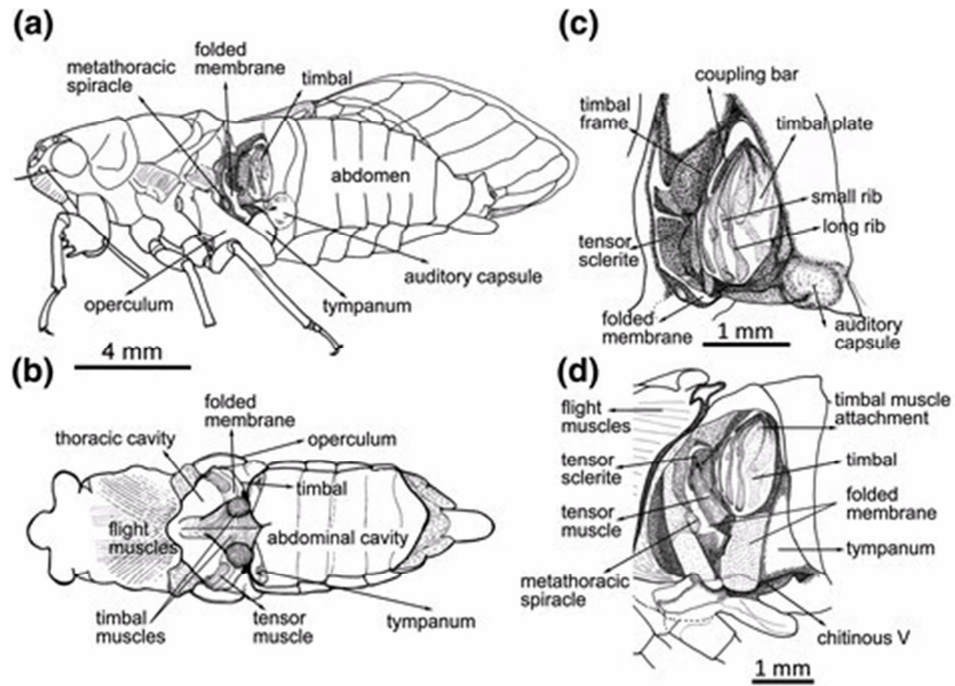 (a)
folded
membrane
metathoracic
spiracle
timbal
abdomen
auditory capsule
operculum
tympanum
4 mm
(b)
folded
membrane
thoracic cavity
operculum
timbal
flight
muscles
abdominal cavity
timbal
muscles
tensor
muscle
tympanum
(c)
coupling bar
timbal
frame
timbal plate
small rib
long rib
tensor
sclerite
folded
membrane
1 mm
auditory
capsule
(d)
flight
muscles
timbal muscle
attachment
tensor
sclerite
timbal
tensor
muscle
folded
membrane
tympanum
metathoracic
spiracle
chitinous V
1 mm